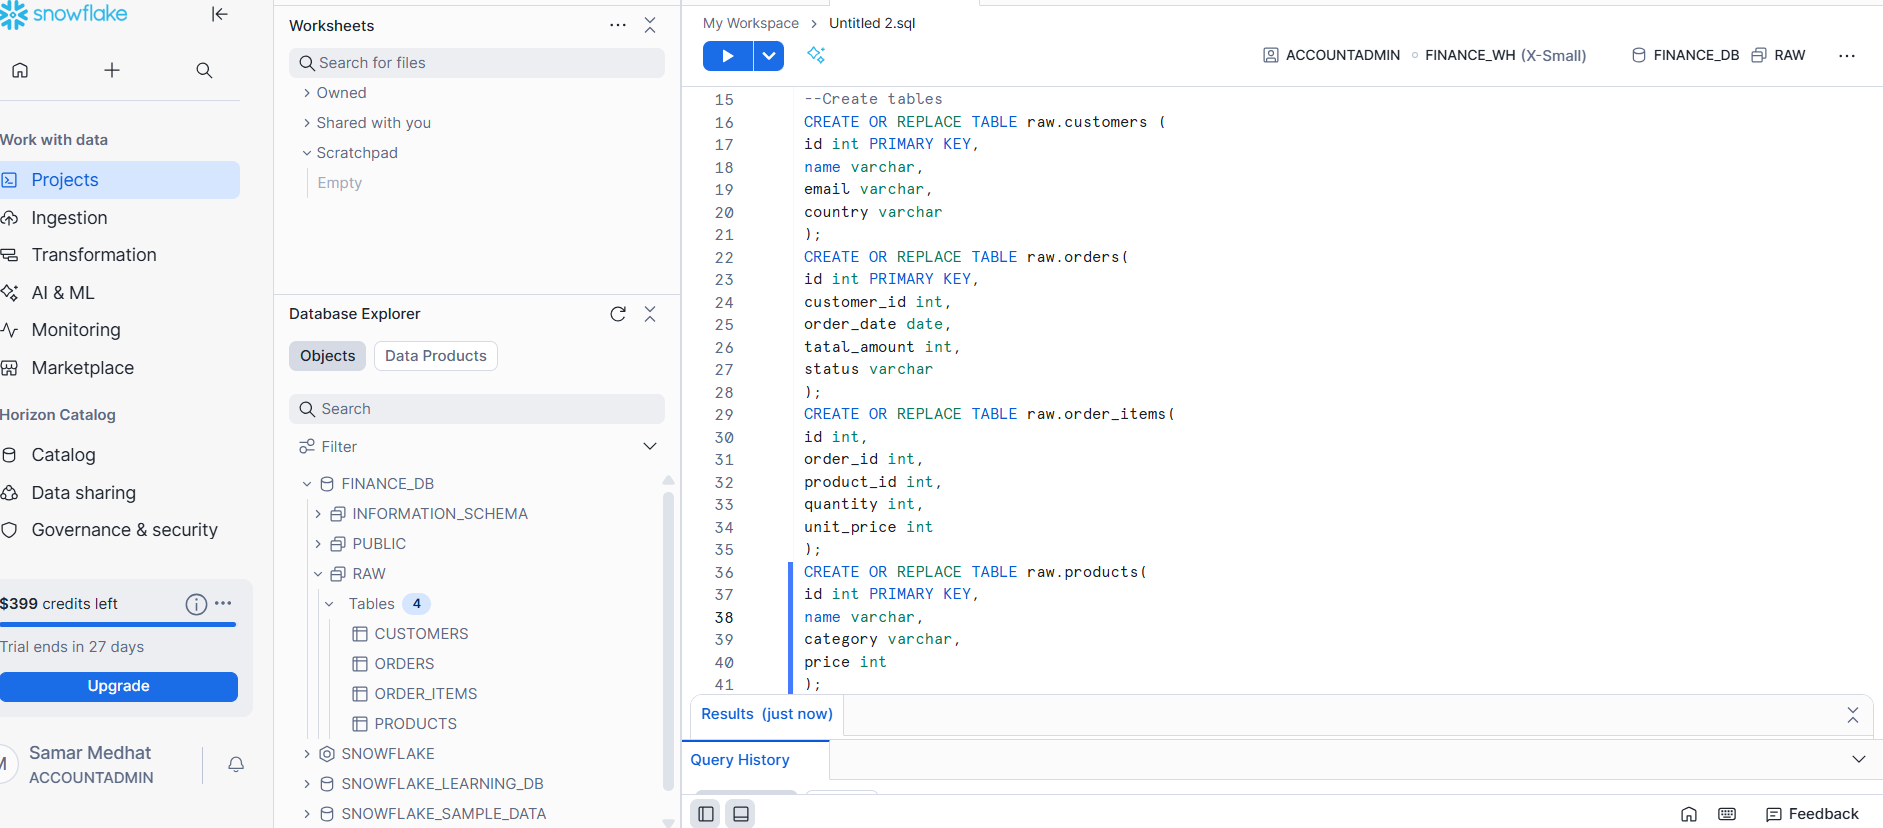 snowflake
Work with data
Projects
Ingestion
Transformation
AI & ML
Monitoring
Marketplace
Horizon Catalog
Catalog
Data sharing
Governance & security
$399 credits left
Trial ends in 27 days
Upgrade
M
Samar Medhat
ACCOUNTADMIN
Worksheets
Search for files
Owned
Shared with you
Scratchpad
Empty
Database Explorer
Objects Data Products
Search
Filter
FINANCE_DB
INFORMATION_SCHEMA
PUBLIC
RAW
Tables 4
CUSTOMERS
ORDERS
ORDER_ITEMS
PRODUCTS
SNOWFLAKE
SNOWFLAKE_LEARNING_DB
SNOWFLAKE_SAMPLE_DATA
My Workspace > Untitled 2.sql
ACCOUNTADMIN FINANCE_WH (X-Small) FINANCE_DB RAW
15 --Create tables
16 CREATE OR REPLACE TABLE raw.customers (
17 id int PRIMARY KEY,
18 name varchar,
19 email varchar,
20 country varchar
21 );
22 CREATE OR REPLACE TABLE raw.orders(
23 id int PRIMARY KEY,
24 customer_id int,
25 order_date date,
26 tatal_amount int,
27 status varchar
28 );
29 CREATE OR REPLACE TABLE raw.order_items(
30 id int,
31 order_id int,
32 product_id int,
33 quantity int,
34 unit_price int
35 );
36 CREATE OR REPLACE TABLE raw.products(
37 id int PRIMARY KEY,
38 name varchar,
39 category varchar,
40 price int
41 );
Results (just now)
Query History
Feedback